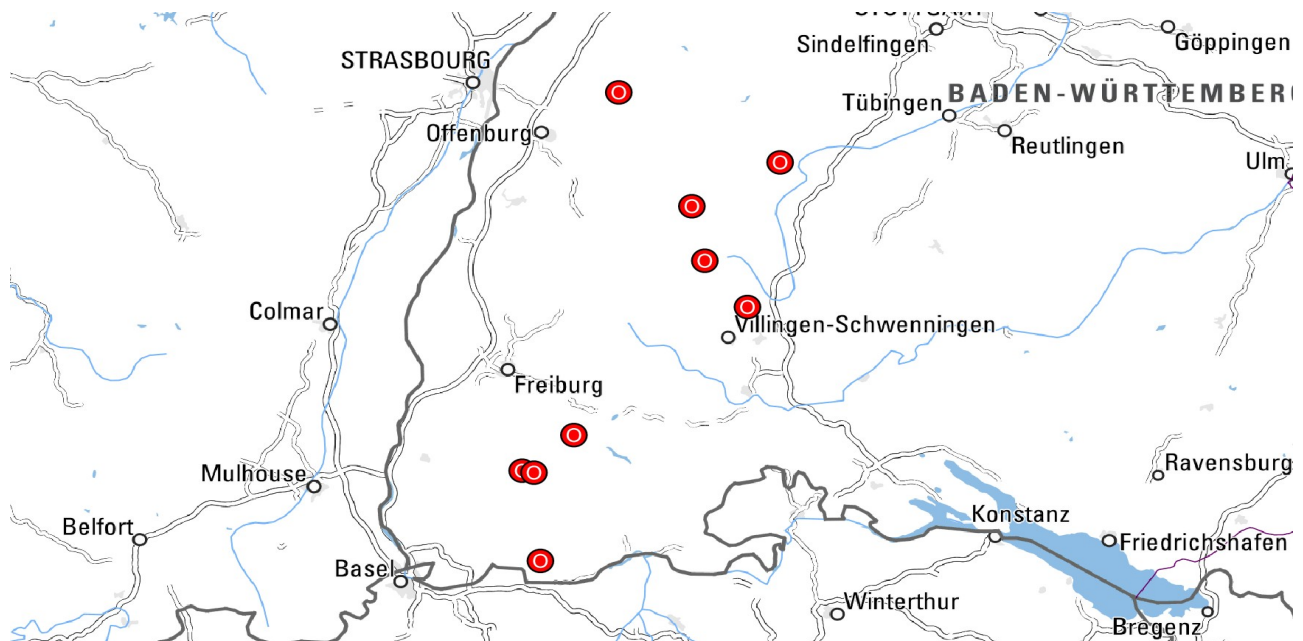 Sindelfingen
Göppingen
STRASBOURG
BADEN-WÜRTTEMBERG
Tübingen
Offenburg
Reutlingen
Ulm
O
O
O
O
Colmar
O
Villingen-Schwenningen
Freiburg
O
Mulhouse
O O
Ravensburg
Belfort
Konstanz
Friedrichshafen
Basel
O
Winterthur
Bregenz